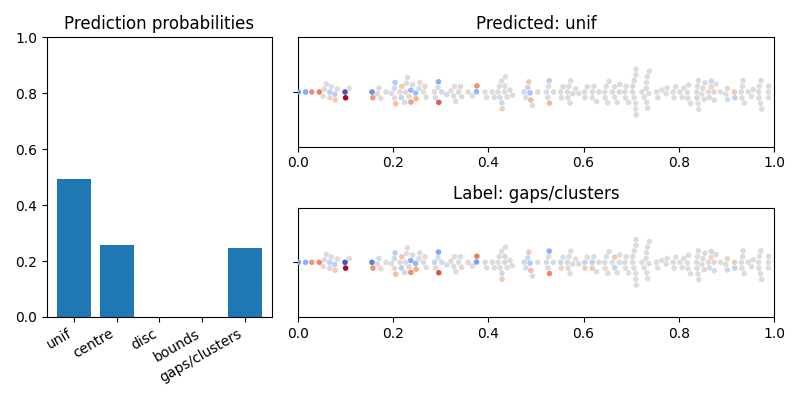 Prediction probabilities
1.0
0.8
0.6
0.4
0.2
0.0
unif
centre
disc
bounds
gaps/clusters
Predicted: unif
0.0 0.2 0.4 0.6 0.8 1.0
Label: gaps/clusters
0.0 0.2 0.4 0.6 0.8 1.0